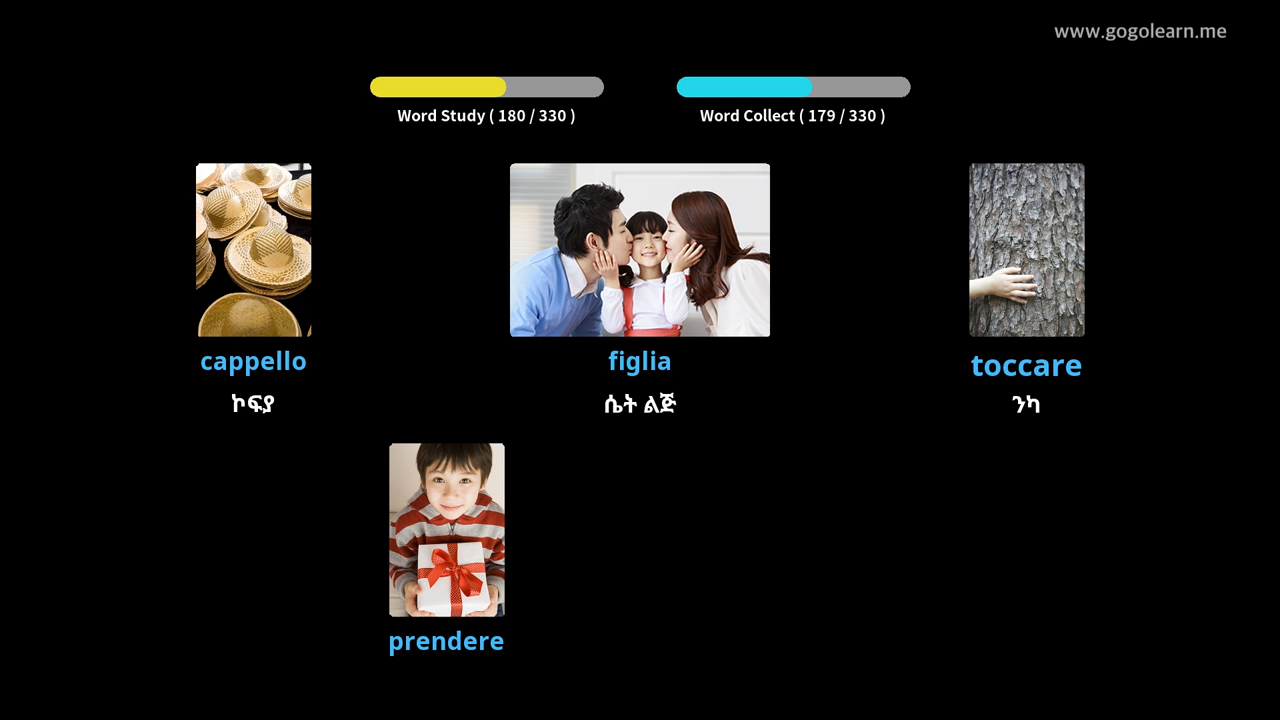 www.gogolearn.me
Word Study ( 180 / 330 )
Word Collect ( 179 / 330 )
cappello
figlia
toccare
ኮፍያ
ሴት ልጅ
ንካ
prendere